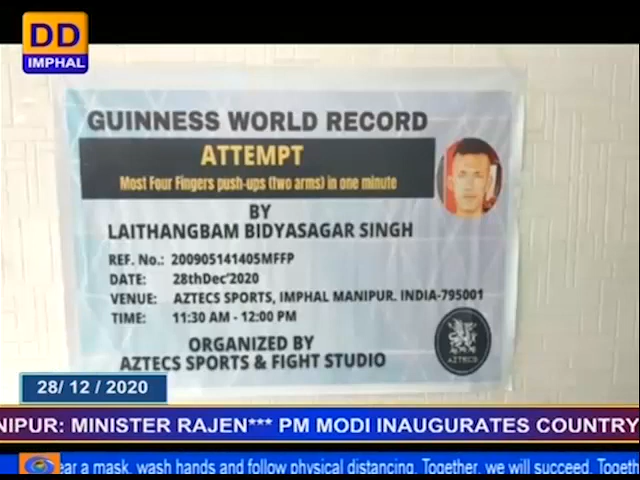 DD
IMPHAL
GUINNESS WORLD RECORD
ATTEMPT
Most Four Fingers push-ups (two arms) in one minute
BY
LAITHANGBAM BIDYASAGAR SINGH
REF. No.: 200905141405MFFP
DATE: 28thDec'2020
VENUE: AZTECS SPORTS, IMPHAL MANIPUR. INDIA-795001
TIME: 11:30 AM - 12:00 PM
ORGANIZED BY
AZTECS SPORTS & FIGHT STUDIO
AZTECS
28/ 12 / 2020
NIPUR: MINISTER RAJEN*** PM MODI INAUGURATES COUNTRY
ear a mask, wash hands and follow physical distancing. Together, we will succeed. Togeth